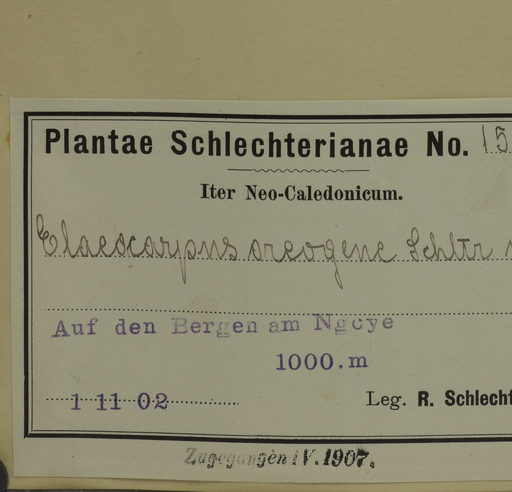 Plantae Schlechterianae No. 15
Iter Neo-Caledonicum.
Elaeocarpus oreogene Schltr
Auf den Bergen am Ngoye
1000.m
1 11 02
Leg. R. Schlecht
Zugegangen IV. 1907.